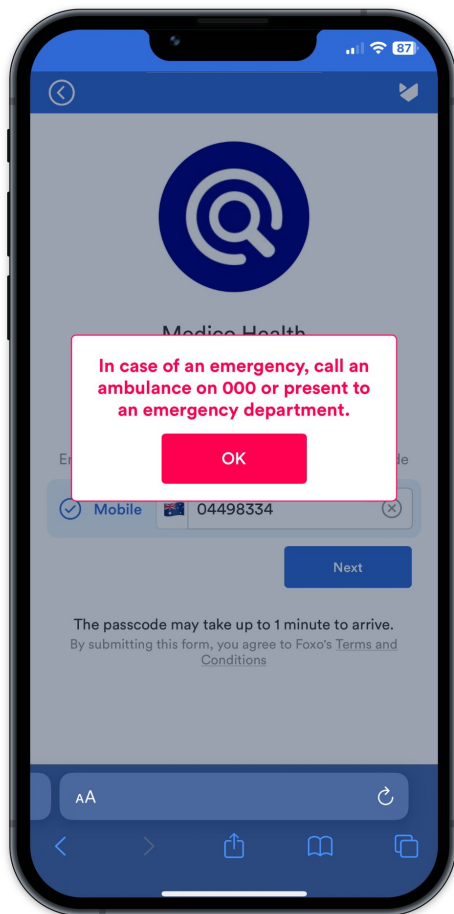 87
Medico Health
In case of an emergency, call an
ambulance on 000 or present to
an emergency department.
OK
Mobile 04498334
Next
The passcode may take up to 1 minute to arrive.
By submitting this form, you agree to Foxo's Terms and
Conditions
AA